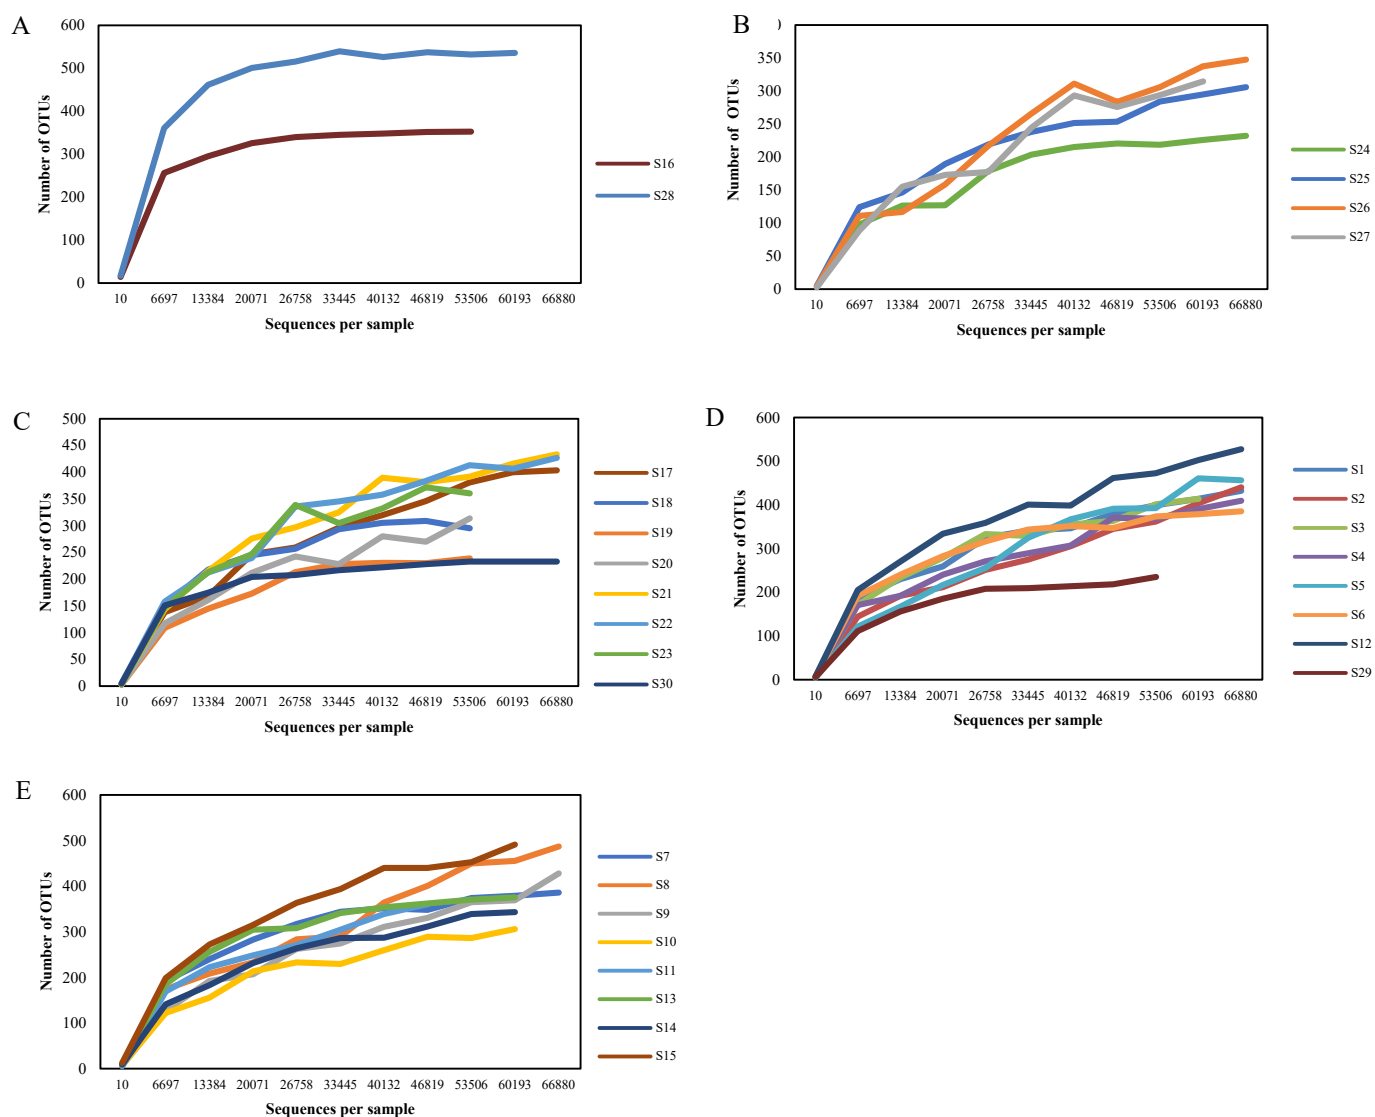 A
600
500
400
300
200
100
0
Number of OTUs
10 6697 13384 20071 26758 33445 40132 46819 53506 60193 66880
Sequences per sample
S16
S28
B
)
350
300
250
200
150
100
50
0
Number of OTUs
10 6697 13384 20071 26758 33445 40132 46819 53506 60193 66880
Sequences per sample
S24
S25
S26
S27
C
500
450
400
350
300
250
200
150
100
50
0
Number of OTUs
10 6697 13384 20071 26758 33445 40132 46819 53506 60193 66880
Sequences per sample
S17
S18
S19
S20
S21
S22
S23
S30
D
600
500
400
300
200
100
0
Number of OTUs
10 6697 13384 20071 26758 33445 40132 46819 53506 60193 66880
Sequences per sample
S1
S2
S3
S4
S5
S6
S12
S29
E
600
500
400
300
200
100
0
Number of OTUs
10 6697 13384 20071 26758 33445 40132 46819 53506 60193 66880
Sequences per sample
S7
S8
S9
S10
S11
S13
S14
S15